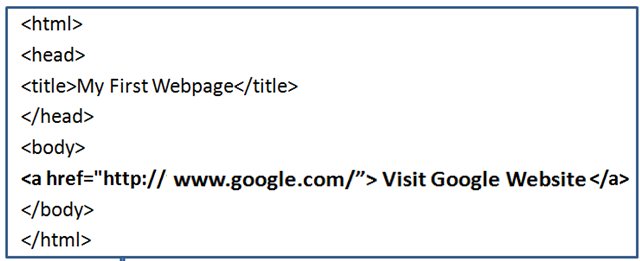 <html>
<head>
<title>My First Webpage</title>
</head>
<body>
<a href="http:// www.google.com/”> Visit Google Website</a>
</body>
</html>